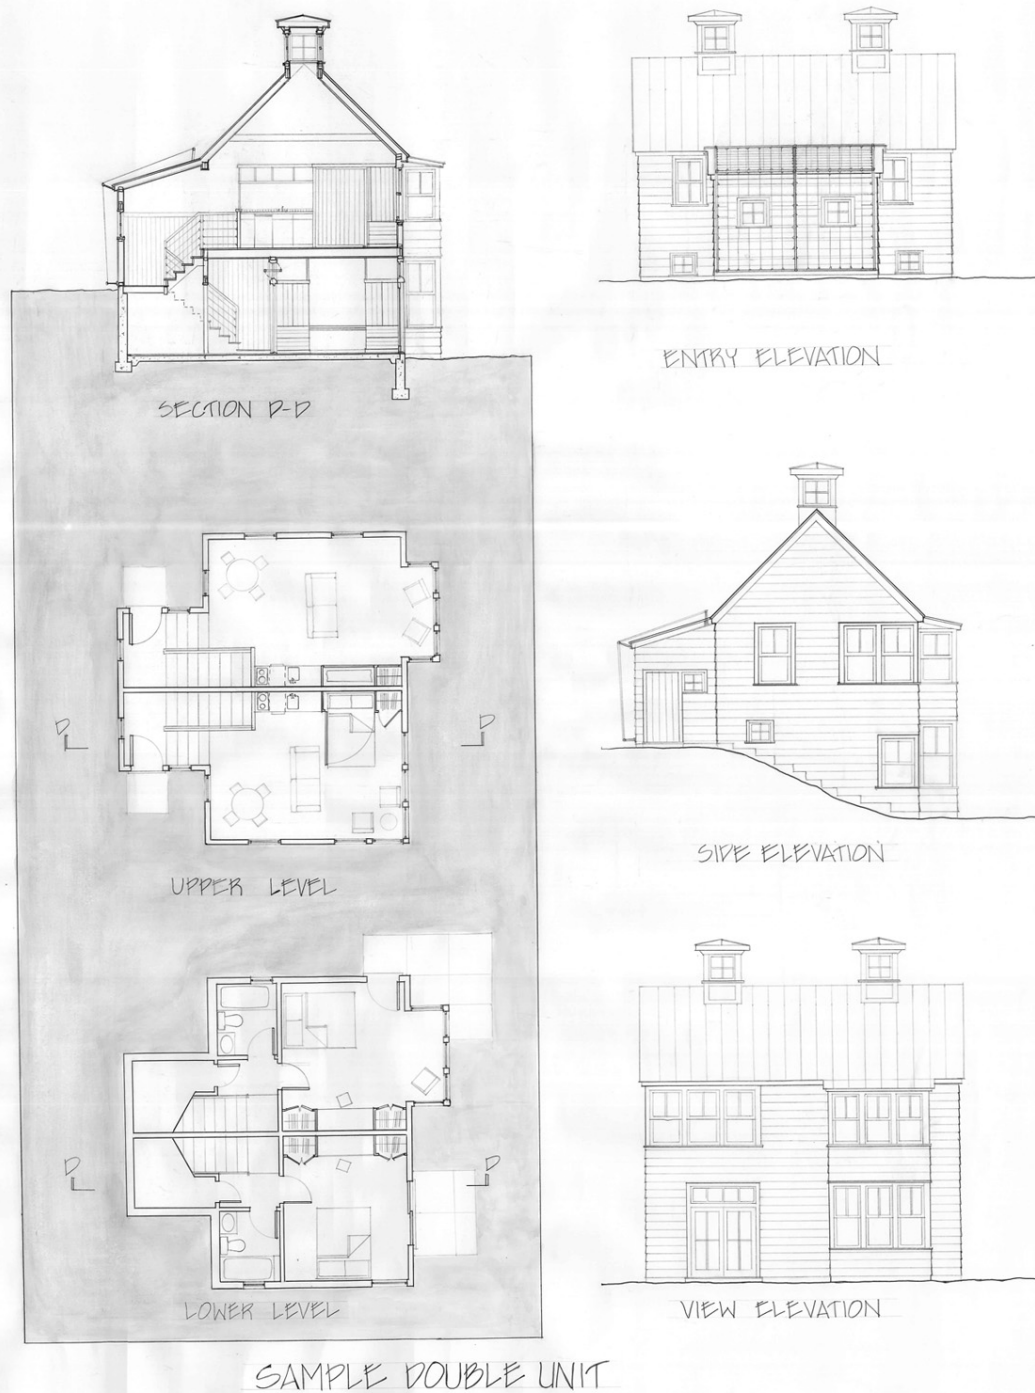 SECTION D-D
ENTRY ELEVATION
D
D
UPPER LEVEL
SIDE ELEVATION
D
D
LOWER LEVEL
VIEW ELEVATION
SAMPLE DOUBLE UNIT